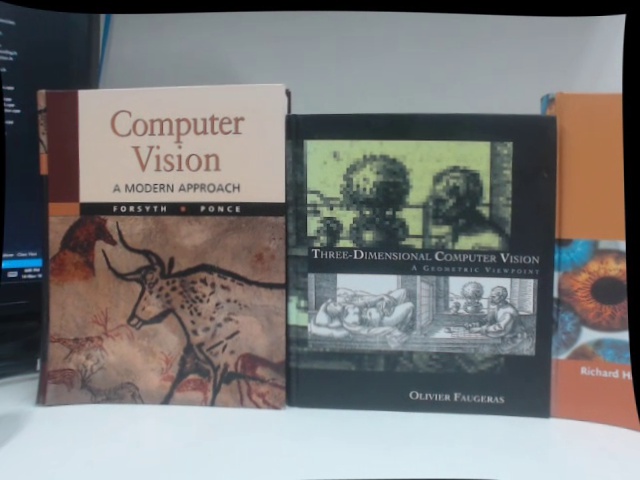 Computer
Vision
A MODERN APPROACH
FORSYTH • PONCE
THREE-DIMENSIONAL COMPUTER VISION
A GEOMETRIC VIEWPOINT
OLIVIER FAUGERAS
Richard H